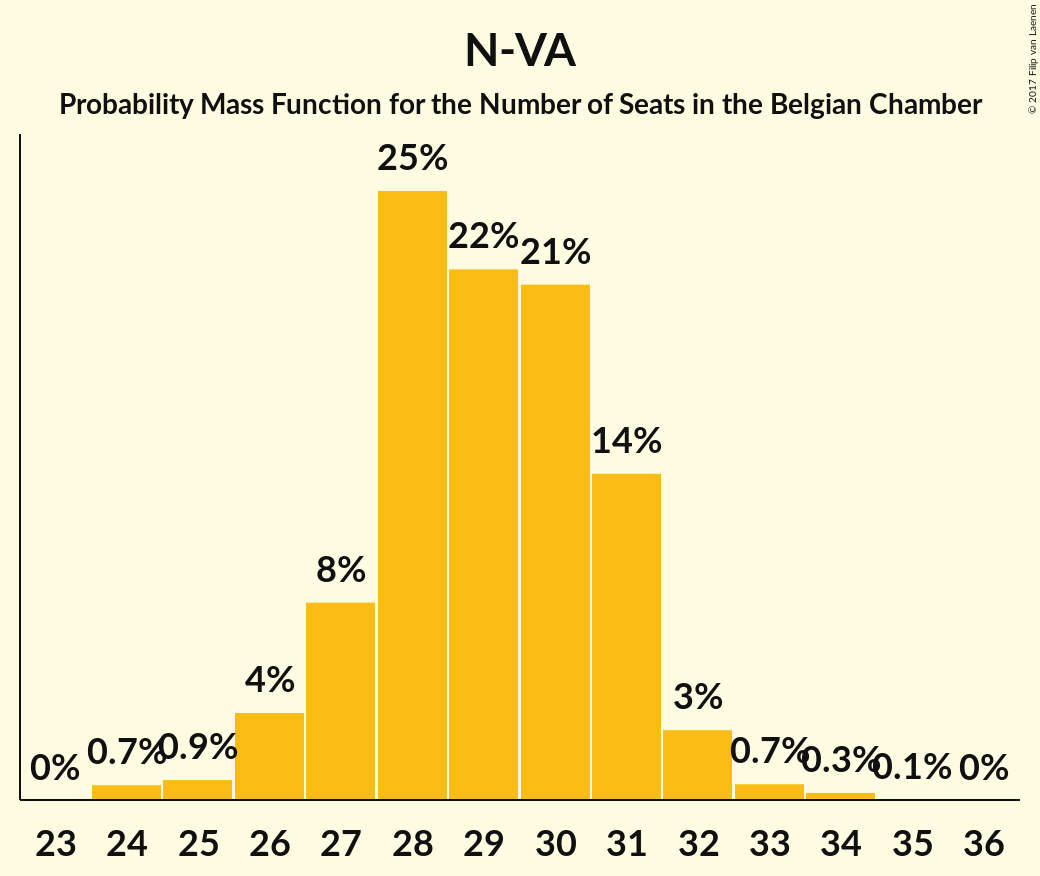 N-VA
Probability Mass Function for the Number of Seats in the Belgian Chamber
© 2017 Filip van Laenen
0% 0.7% 0.9% 4% 8% 25% 22% 21% 14% 3% 0.7% 0.3% 0.1% 0%
23 24 25 26 27 28 29 30 31 32 33 34 35 36